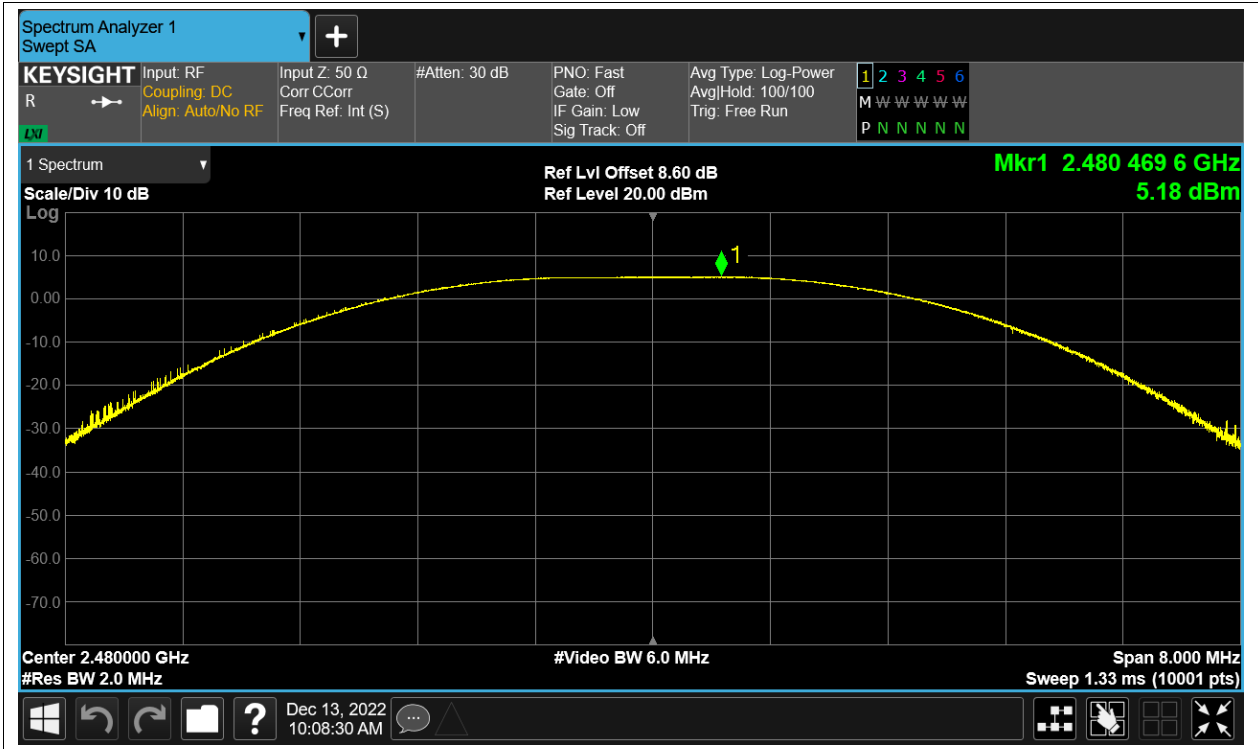 Spectrum Analyzer 1
Swept SA
KEYSIGHT
R
LXI
Input: RF
Coupling: DC
Align: Auto/No RF
Input Z: 50 Ω
Corr CCorr
Freq Ref: Int (S)
#Atten: 30 dB
PNO: Fast
Gate: Off
IF Gain: Low
Sig Track: Off
Avg Type: Log-Power
Avg|Hold: 100/100
Trig: Free Run
1 2 3 4 5 6
M W W W W W W
P N N N N N N
1 Spectrum
Scale/Div 10 dB
Log
Ref Lvl Offset 8.60 dB
Ref Level 20.00 dBm
Mkr1 2.480 469 6 GHz
5.18 dBm
1
10.0
0.00
-10.0
-20.0
-30.0
-40.0
-50.0
-60.0
-70.0
Center 2.480000 GHz
#Video BW 6.0 MHz
Span 8.000 MHz
#Res BW 2.0 MHz
Sweep 1.33 ms (10001 pts)
?
Dec 13, 2022
10:08:30 AM